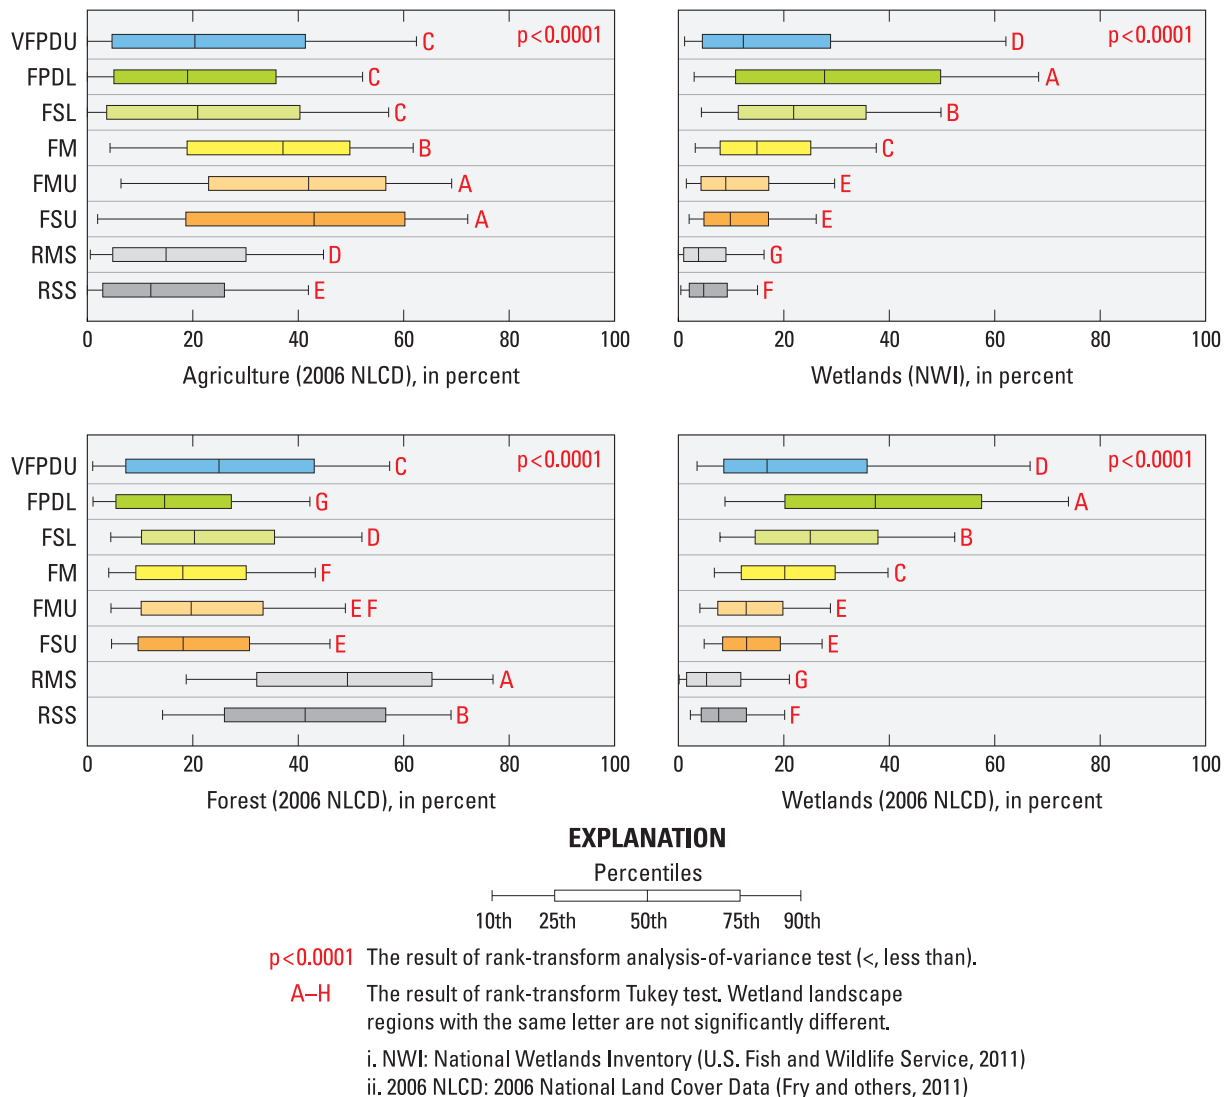 VFPDU C p<0.0001
FPDL C
FSL C
FM B
FMU A
FSU A
RMS D
RSS E
0 20 40 60 80 100
Agriculture (2006 NLCD), in percent
D p<0.0001
A
B
C
E
E
G
F
0 20 40 60 80 100
Wetlands (NWI), in percent
VFPDU C p<0.0001
FPDL G
FSL D
FM F
FMU E F
FSU E
RMS A
RSS B
0 20 40 60 80 100
Forest (2006 NLCD), in percent
D p<0.0001
A
B
C
E
E
G
F
0 20 40 60 80 100
Wetlands (2006 NLCD), in percent
EXPLANATION
Percentiles
10th 25th 50th 75th 90th
p<0.0001 The result of rank-transform analysis-of-variance test (<, less than).
A–H The result of rank-transform Tukey test. Wetland landscape
regions with the same letter are not significantly different.
i. NWI: National Wetlands Inventory (U.S. Fish and Wildlife Service, 2011)
ii. 2006 NLCD: 2006 National Land Cover Data (Fry and others, 2011)